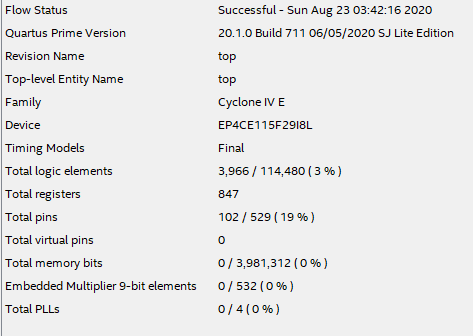 Flow Status Successful - Sun Aug 23 03:42:16 2020
Quartus Prime Version 20.1.0 Build 711 06/05/2020 SJ Lite Edition
Revision Name top
Top-level Entity Name top
Family Cyclone IV E
Device EP4CE115F29I8L
Timing Models Final
Total logic elements 3,966 / 114,480 ( 3 % )
Total registers 847
Total pins 102 / 529 ( 19 % )
Total virtual pins 0
Total memory bits 0 / 3,981,312 ( 0 % )
Embedded Multiplier 9-bit elements 0 / 532 ( 0 % )
Total PLLs 0 / 4 ( 0 % )